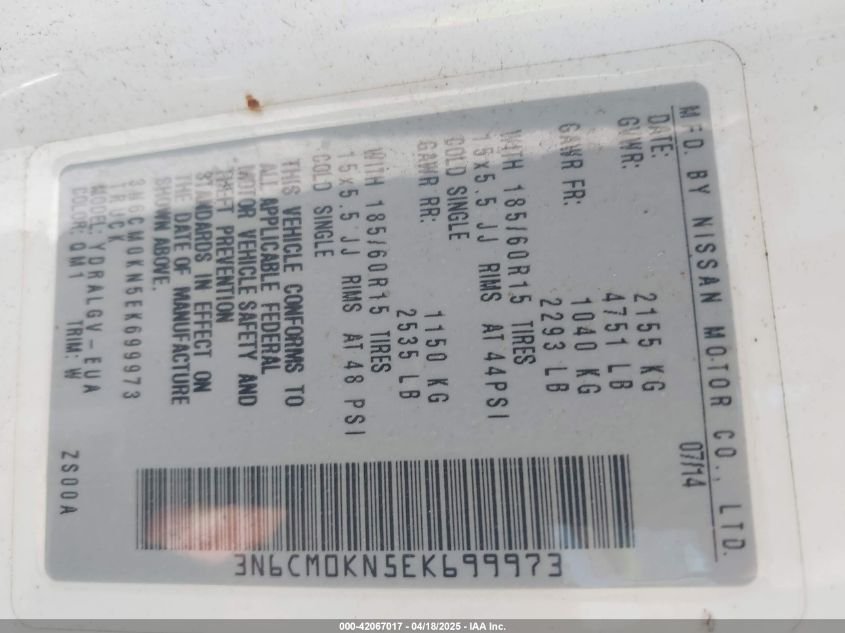 MFD. BY NISSAN MOTOR CO., LTD.
DATE: 07/14
GVWR: 2155 KG
4751 LB
GAWR FR: 1040 KG
2293 LB
WITH 185/60R15 TIRES
15X5.5 JJ RIMS AT 44PSI
COLD SINGLE
GAWR RR: 1150 KG
2535 LB
WITH 185/60R15 TIRES
15X5.5 JJ RIMS AT 48 PSI
COLD SINGLE
THIS VEHICLE CONFORMS TO
ALL APPLICABLE FEDERAL
MOTOR VEHICLE SAFETY AND
THEFT PREVENTION
STANDARDS IN EFFECT ON
THE DATE OF MANUFACTURE
SHOWN ABOVE.
3N6CM0KN5EK699973
TRUCK
MODEL: YDRALGV-EUA
COLOR: QM1 TRIM: W
ZS00A
3N6CM0KN5EK699973
000-42067017 - 04/18/2025 - IAA Inc.